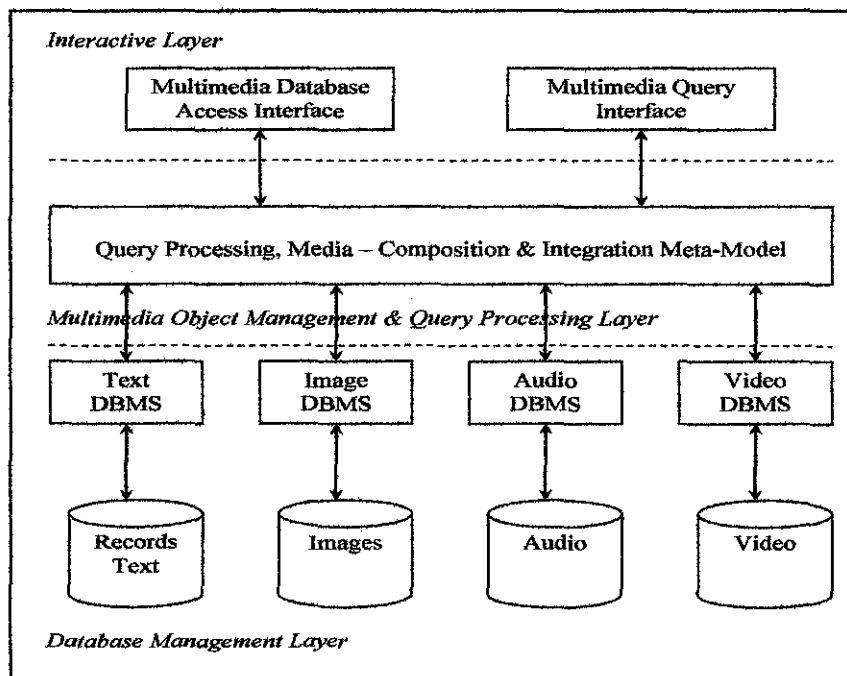 Interactive Layer
Multimedia Database
Access Interface
Multimedia Query
Interface
Query Processing, Media – Composition & Integration Meta-Model
Multimedia Object Management & Query Processing Layer
Text
DBMS
Image
DBMS
Audio
DBMS
Video
DBMS
Records
Text
Images
Audio
Video
Database Management Layer